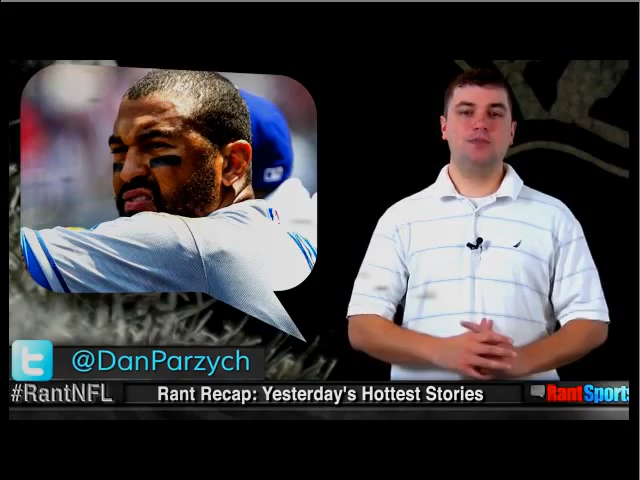 @DanParzych
#RantNFL
Rant Recap: Yesterday's Hottest Stories
RantSports